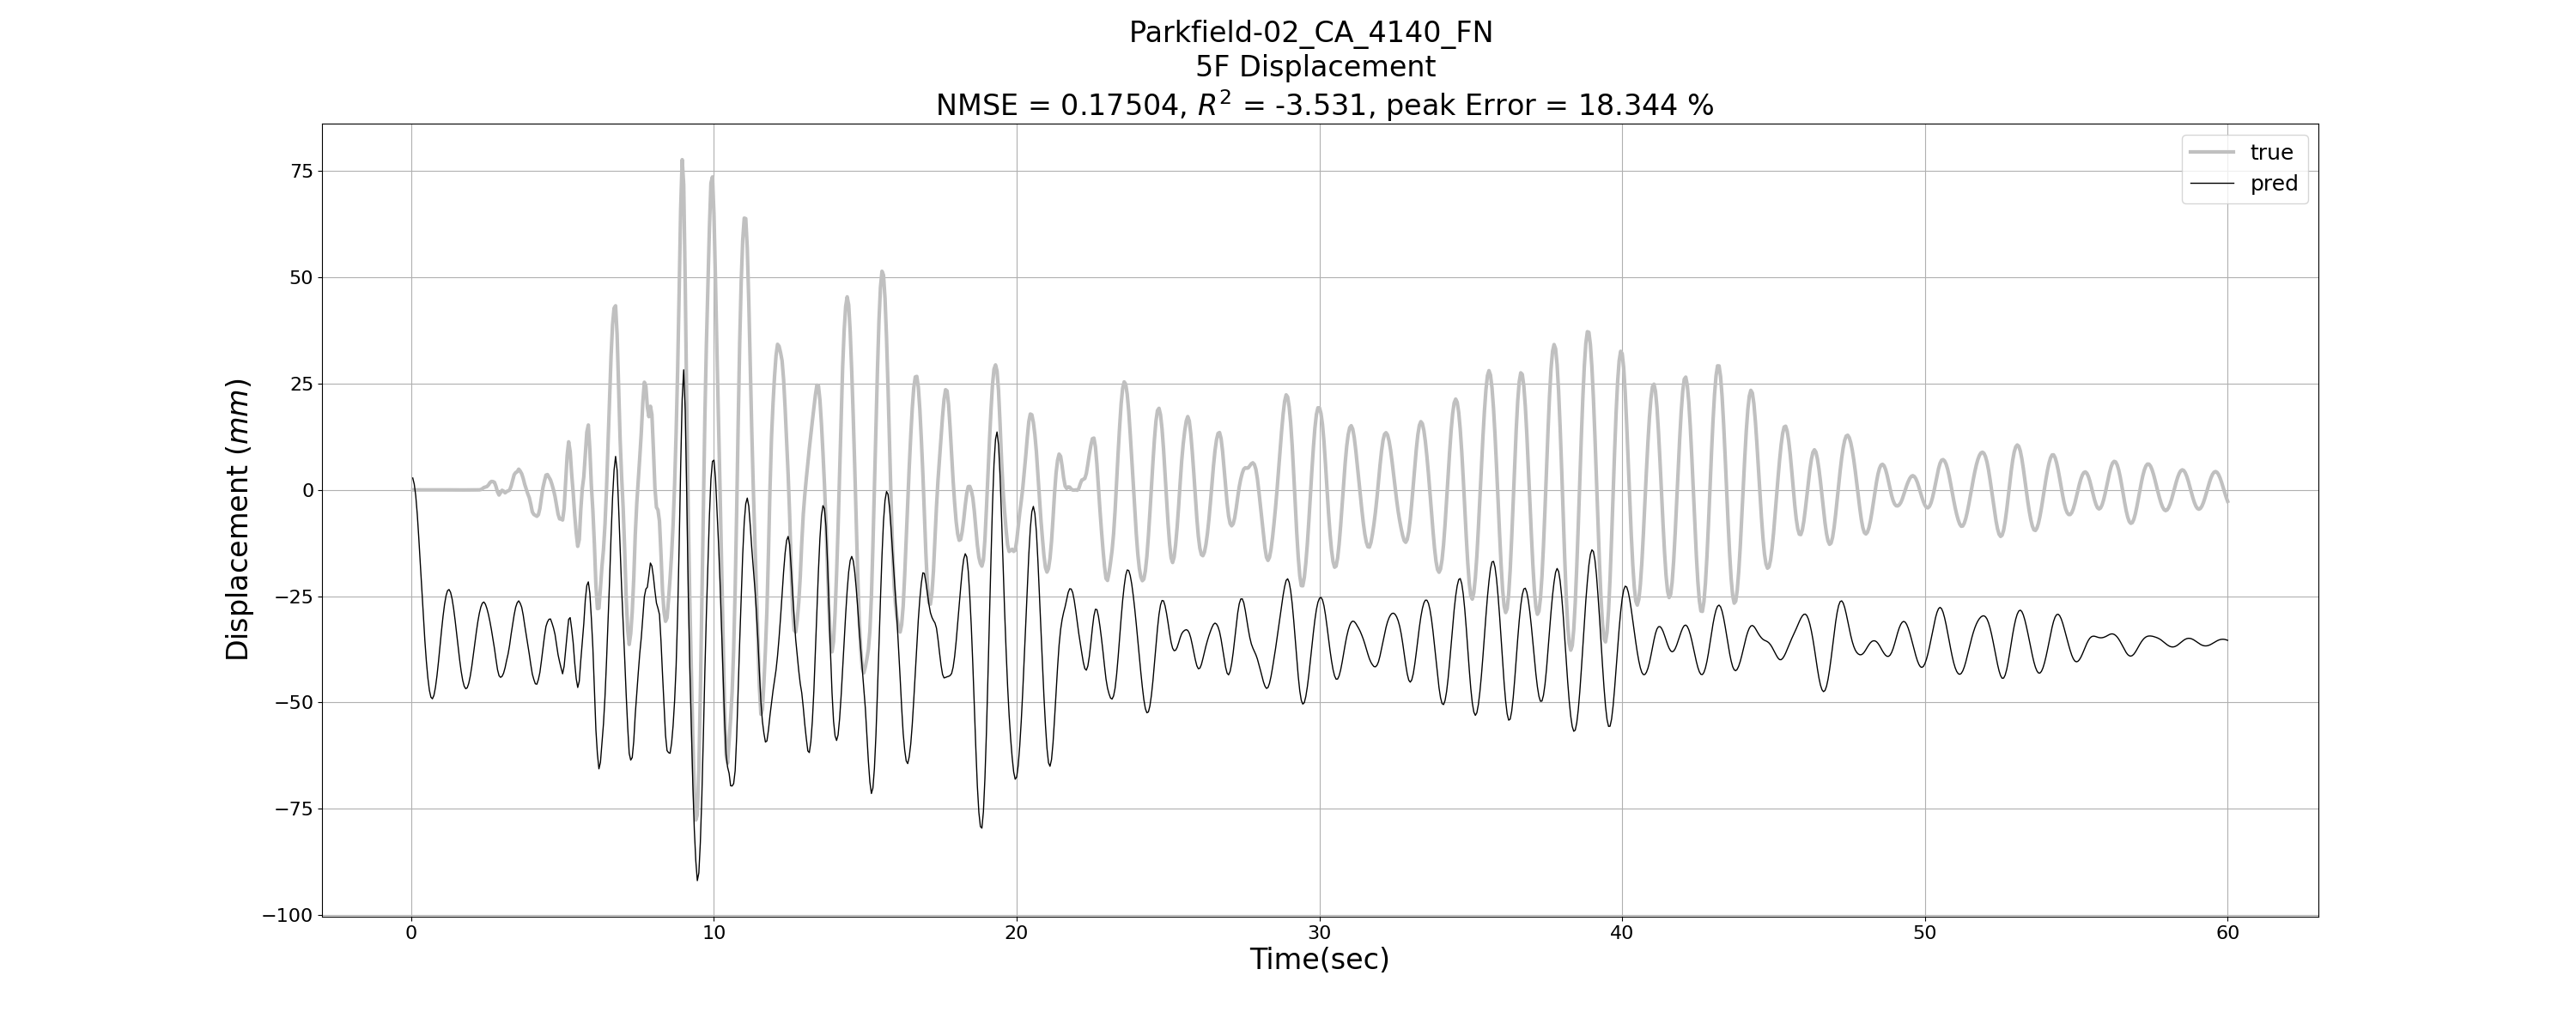 Parkfield-02_CA_4140_FN
5F Displacement
NMSE = 0.17504, R² = -3.531, peak Error = 18.344 %
true
pred
75
50
25
0
−25
−50
−75
−100
Displacement (mm)
0 10 20 30 40 50 60
Time(sec)